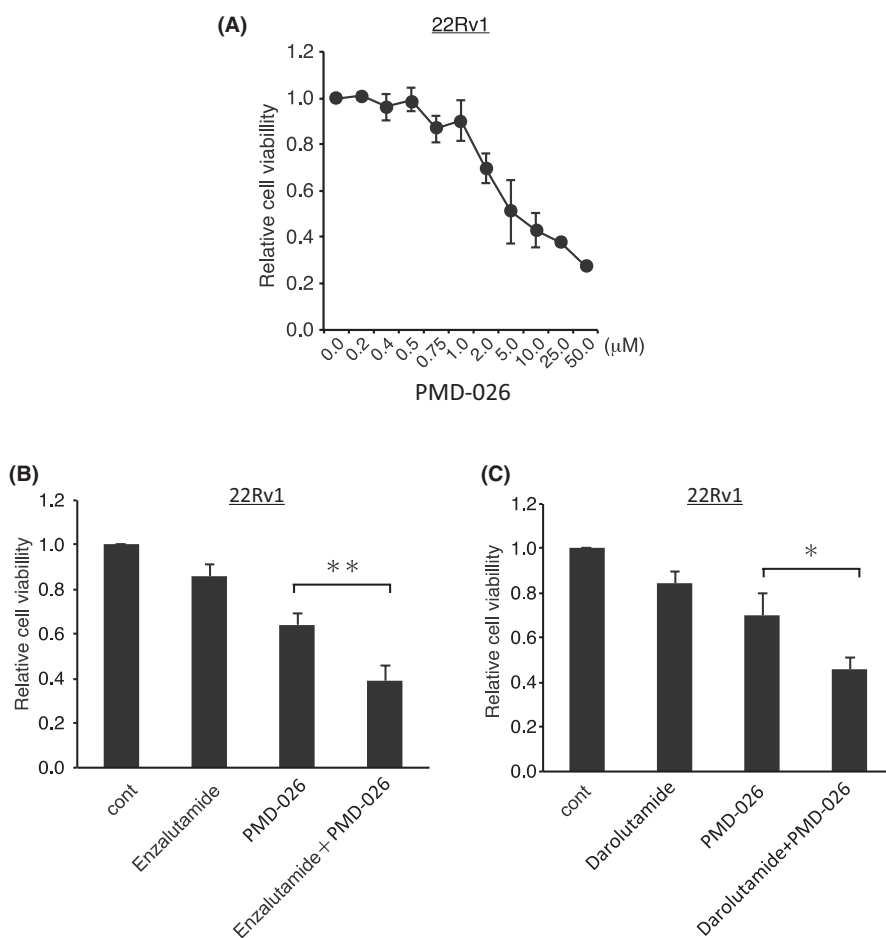 (A)
22Rv1
Relative cell viabillity
1.2
1.0
0.8
0.6
0.4
0.2
0.0
0.0 0.2 0.4 0.5 0.75 1.0 2.0 5.0 10.0 25.0 50.0 (μM)
PMD-026
(B)
22Rv1
Relative cell viabillity
1.2
1.0
0.8
0.6
0.4
0.2
0.0
**
cont Enzalutamide PMD-026 Enzalutamide+PMD-026
(C)
22Rv1
Relative cell viabillity
1.2
1.0
0.8
0.6
0.4
0.2
0.0
*
cont Darolutamide PMD-026 Darolutamide+PMD-026